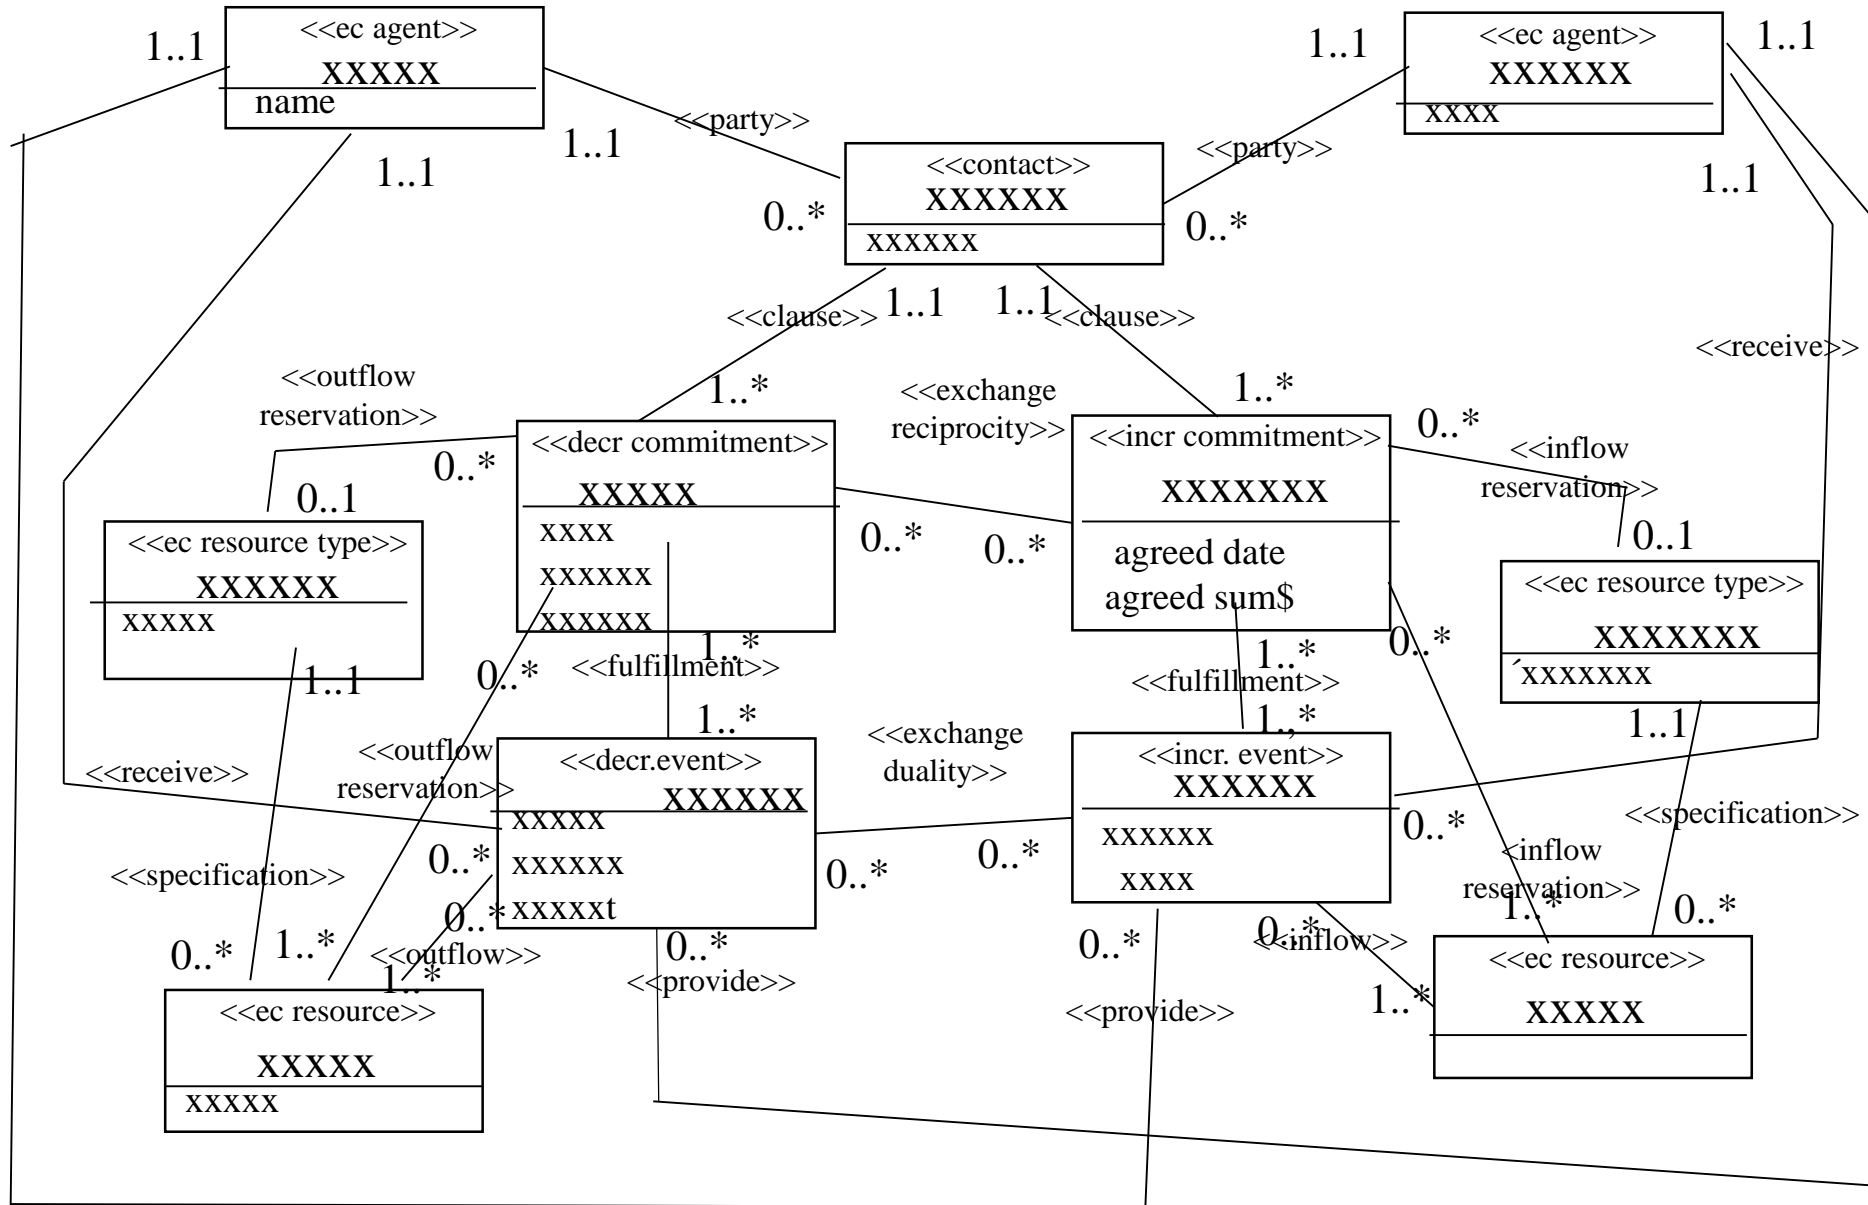 <<ec agent>>
xxxxx
name
1..1
1..1
1..1
<<party>>
<<ec agent>>
xxxxxx
xxxx
1..1
1..1
1..1
<<party>>
<<contact>>
xxxxxx
xxxxxx
0..*
0..*
1..1
1..1
<<clause>>
<<clause>>
<<receive>>
<<outflow
reservation>>
1..*
<<exchange
reciprocity>>
1..*
0..*
<<inflow
reservation>>
0..*
0..1
<<decr commitment>>
xxxxx
xxxx
xxxxxx
xxxxxx
0..*
0..*
<<incr commitment>>
xxxxxxx
agreed date
agreed sum$
0..1
<<ec resource type>>
xxxxxx
xxxxx
1..1
<<ec resource type>>
xxxxxxx
´xxxxxxx
1..1
0..*
1..*
<<fulfillment>>
1..*
1..*
<<fulfillment>>
1..*
0..*
<<outflow
reservation>>
<<receive>>
<<decr.event>>
xxxxxx
xxxxx
xxxxxx
xxxxxt
<<exchange
duality>>
0..*
0..*
<<incr. event>>
xxxxxx
xxxxxx
xxxx
0..*
<<specification>>
<inflow
reservation>>
1..*
0..*
0..*
<<specification>>
0..*
1..*
0..*
<<outflow>>
1..*
0..*
<<provide>>
0..*
<<provide>>
0..*
<<inflow>>
1..*
<<ec resource>>
xxxxx
xxxxx
<<ec resource>>
xxxxx